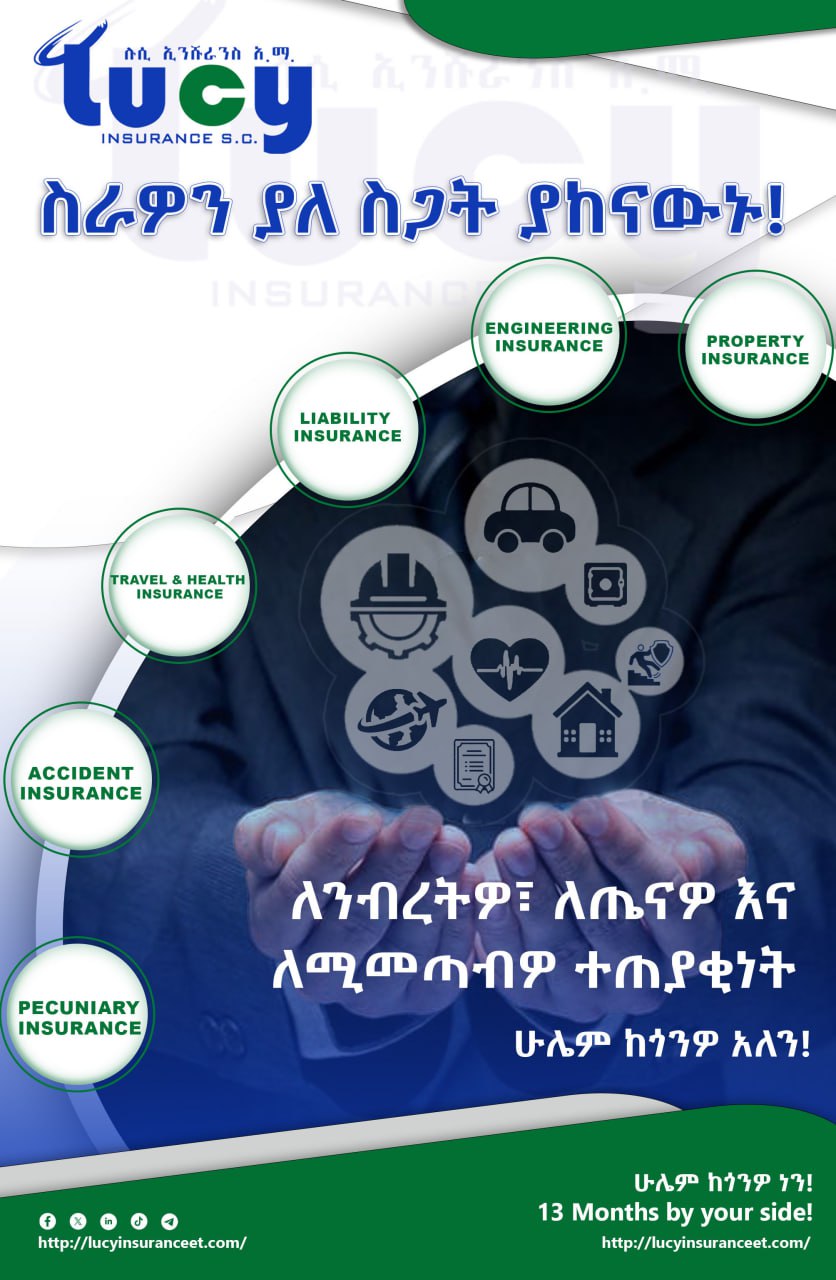 ሉሲ ኢንሹራንስ አ.ማ.
Lucy
INSURANCE S.C.
ስራዎን ያለ ስጋት ያከናውኑ!
ENGINEERING
INSURANCE
PROPERTY
INSURANCE
LIABILITY
INSURANCE
TRAVEL & HEALTH
INSURANCE
ACCIDENT
INSURANCE
PECUNIARY
INSURANCE
ለንብረትዎ፣ ለጤናዎ እና
ለሚመጣብዎ ተጠያቂነት
ሁሌም ከጎንዎ አለን!
ሁሌም ከጎንዎ ነን!
13 Months by your side!
http://lucyinsuranceet.com/
http://lucyinsuranceet.com/